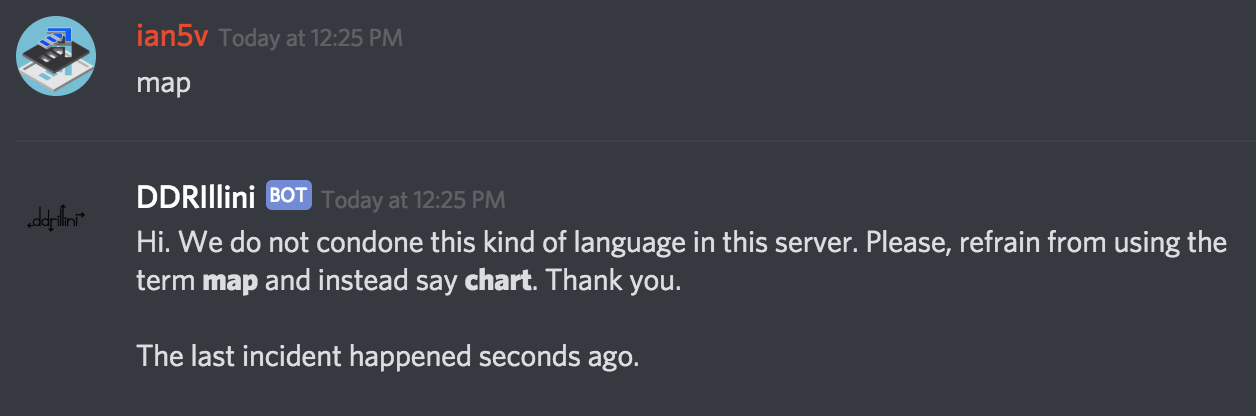 ian5v Today at 12:25 PM
map
DDRIllini BOT Today at 12:25 PM
ddrillini
Hi. We do not condone this kind of language in this server. Please, refrain from using the
term map and instead say chart. Thank you.
The last incident happened seconds ago.